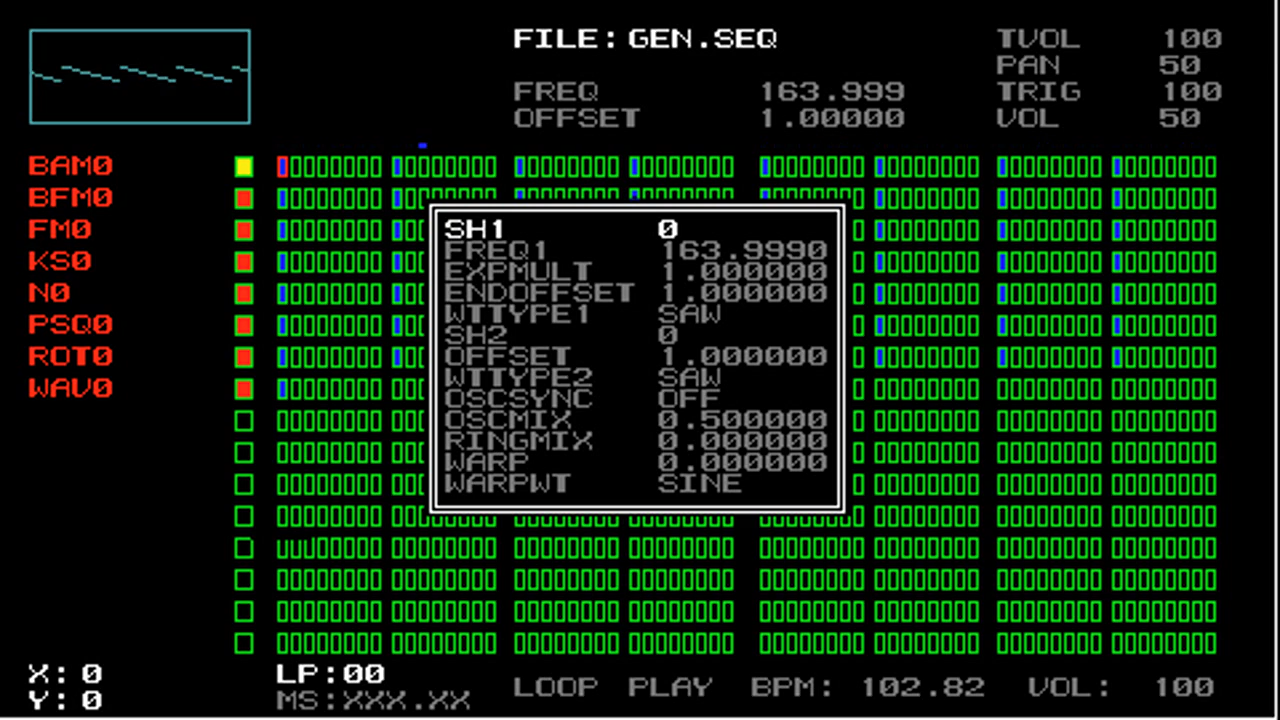 FILE: GEN.SEQ
TVOL 100
PAN 50
FREQ 163.999
TRIG 100
OFFSET 1.00000
VOL 50
BAM0
BFM0
FM0
KS0
N0
PSQ0
ROT0
WAV0
SH1 0
FREQ1 163.9990
EXPMULT 1.000000
ENDOFFSET 1.000000
WTTYPE1 SAW
SH2 0
OFFSET 1.000000
WTTYPE2 SAW
OSCSYNC OFF
OSCMIX 0.500000
RINGMIX 0.000000
WARP 0.000000
WARPWT SINE
X: 0
Y: 0
LP:00
MS:XXX.XX
LOOP PLAY BPM: 102.82 VOL: 100